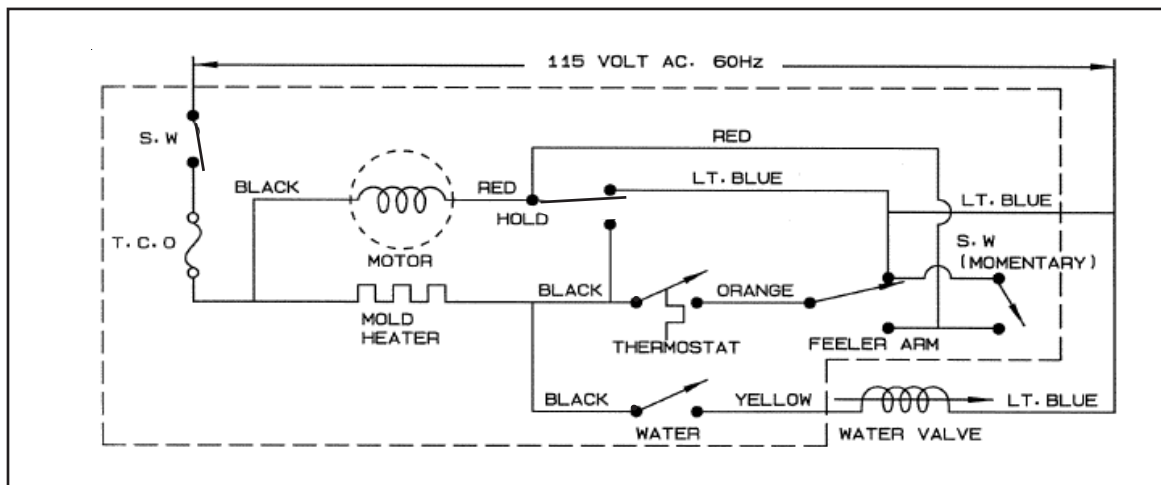 115 VOLT AC. 60Hz
S.W
RED
BLACK
RED
LT. BLUE
HOLD
LT. BLUE
T.C.O
S.W
(MOMENTARY)
MOTOR
BLACK
ORANGE
MOLD
HEATER
THERMOSTAT
FEELER ARM
BLACK
YELLOW
LT. BLUE
WATER
WATER VALVE